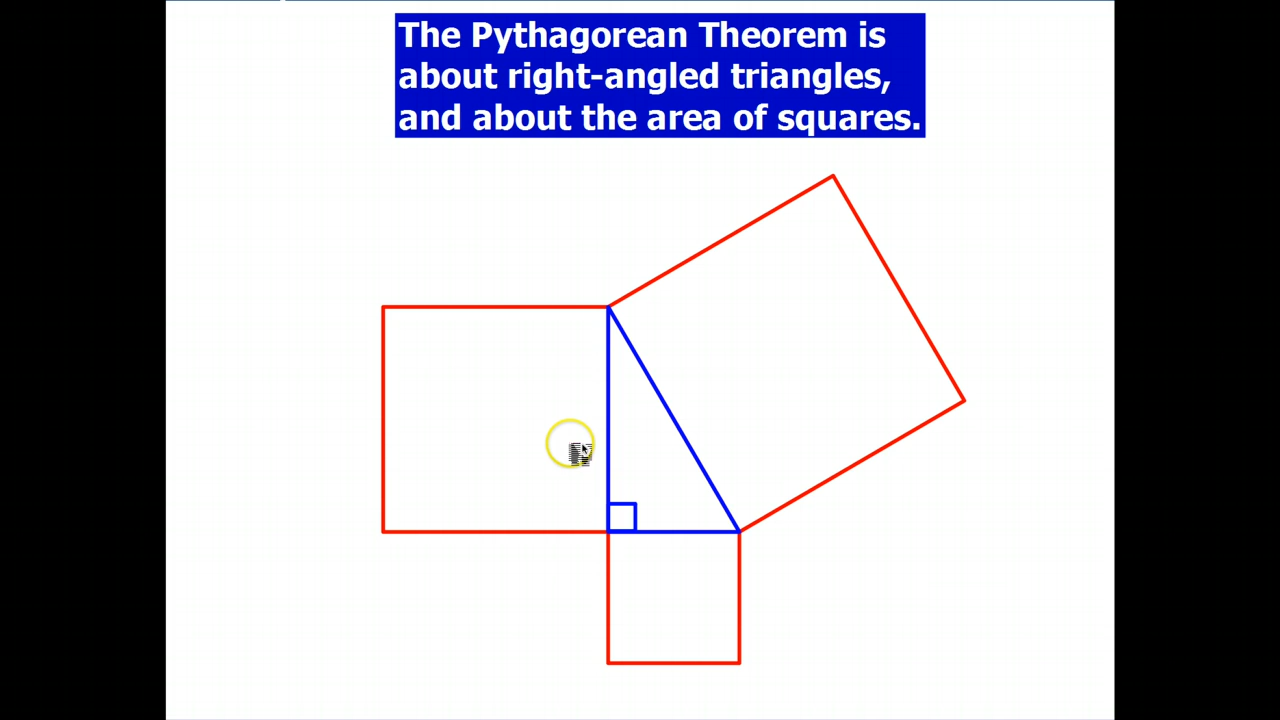 The Pythagorean Theorem is
about right-angled triangles,
and about the area of squares.